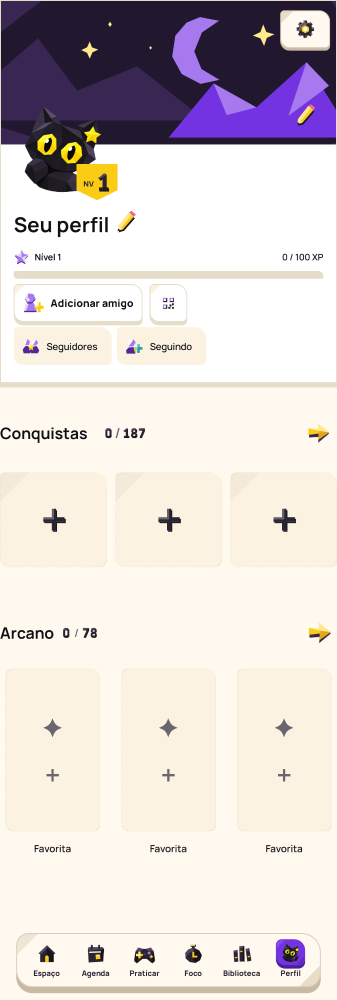 NV 1
Seu perfil
Nível 1 0 / 100 XP
Adicionar amigo
Seguidores Seguindo
Conquistas 0 / 187
Arcano 0 / 78
Favorita Favorita Favorita
Espaço Agenda Praticar Foco Biblioteca Perfil